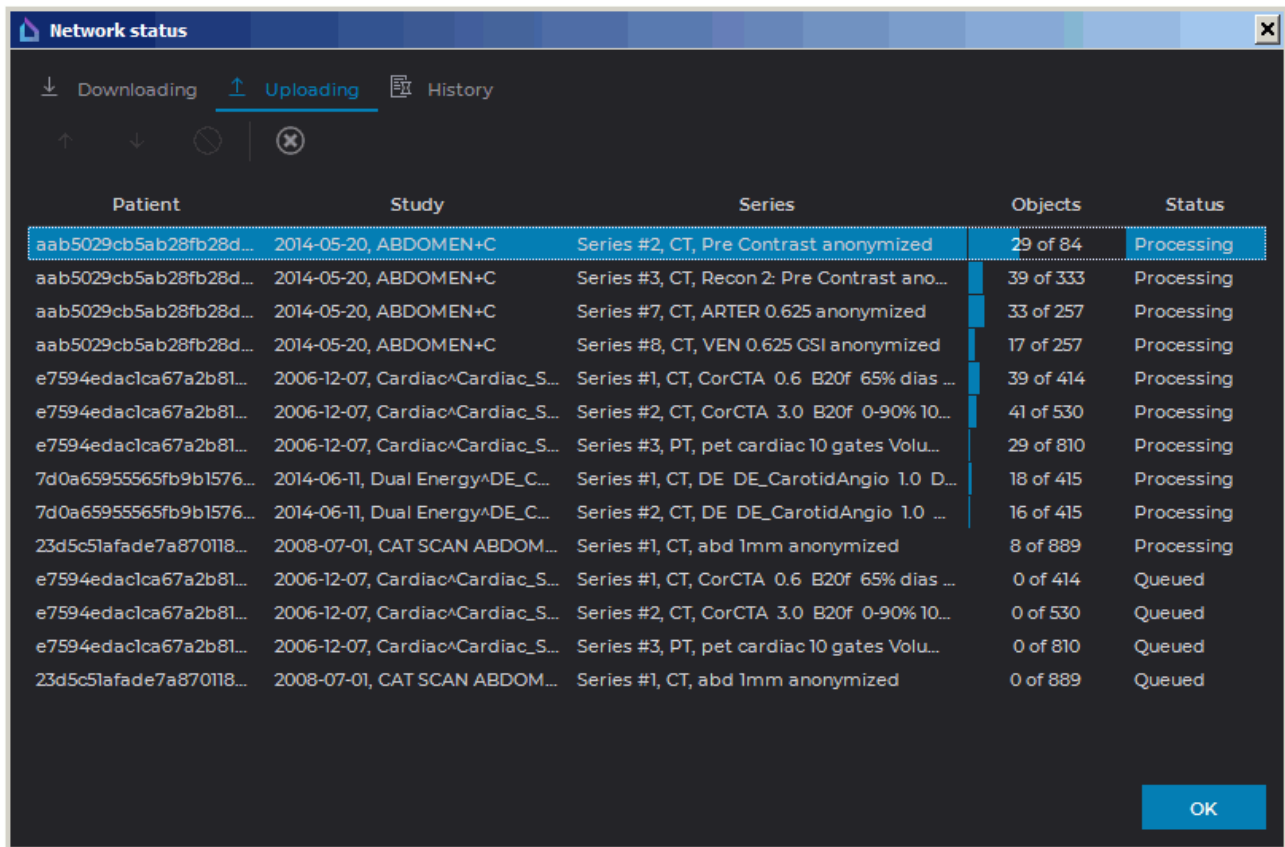 Network status
Downloading Uploading History
Patient Study Series Objects Status
aab5029cb5ab28fb28d... 2014-05-20, ABDOMEN+C Series #2, CT, Pre Contrast anonymized 29 of 84 Processing
aab5029cb5ab28fb28d... 2014-05-20, ABDOMEN+C Series #3, CT, Recon 2: Pre Contrast ano... 39 of 333 Processing
aab5029cb5ab28fb28d... 2014-05-20, ABDOMEN+C Series #7, CT, ARTER 0.625 anonymized 33 of 257 Processing
aab5029cb5ab28fb28d... 2014-05-20, ABDOMEN+C Series #8, CT, VEN 0.625 GSI anonymized 17 of 257 Processing
e7594edac1ca67a2b81... 2006-12-07, Cardiac^Cardiac_S... Series #1, CT, CorCTA 0.6 B20f 65% dias ... 39 of 414 Processing
e7594edac1ca67a2b81... 2006-12-07, Cardiac^Cardiac_S... Series #2, CT, CorCTA 3.0 B20f 0-90% 10... 41 of 530 Processing
e7594edac1ca67a2b81... 2006-12-07, Cardiac^Cardiac_S... Series #3, PT, pet cardiac 10 gates Volu... 29 of 810 Processing
7d0a65955565fb9b1576... 2014-06-11, Dual Energy^DE_C... Series #1, CT, DE DE_CarotidAngio 1.0 D... 18 of 415 Processing
7d0a65955565fb9b1576... 2014-06-11, Dual Energy^DE_C... Series #2, CT, DE DE_CarotidAngio 1.0 ... 16 of 415 Processing
23d5c51afade7a870118... 2008-07-01, CAT SCAN ABDOM... Series #1, CT, abd 1mm anonymized 8 of 889 Processing
e7594edac1ca67a2b81... 2006-12-07, Cardiac^Cardiac_S... Series #1, CT, CorCTA 0.6 B20f 65% dias ... 0 of 414 Queued
e7594edac1ca67a2b81... 2006-12-07, Cardiac^Cardiac_S... Series #2, CT, CorCTA 3.0 B20f 0-90% 10... 0 of 530 Queued
e7594edac1ca67a2b81... 2006-12-07, Cardiac^Cardiac_S... Series #3, PT, pet cardiac 10 gates Volu... 0 of 810 Queued
23d5c51afade7a870118... 2008-07-01, CAT SCAN ABDOM... Series #1, CT, abd 1mm anonymized 0 of 889 Queued
OK